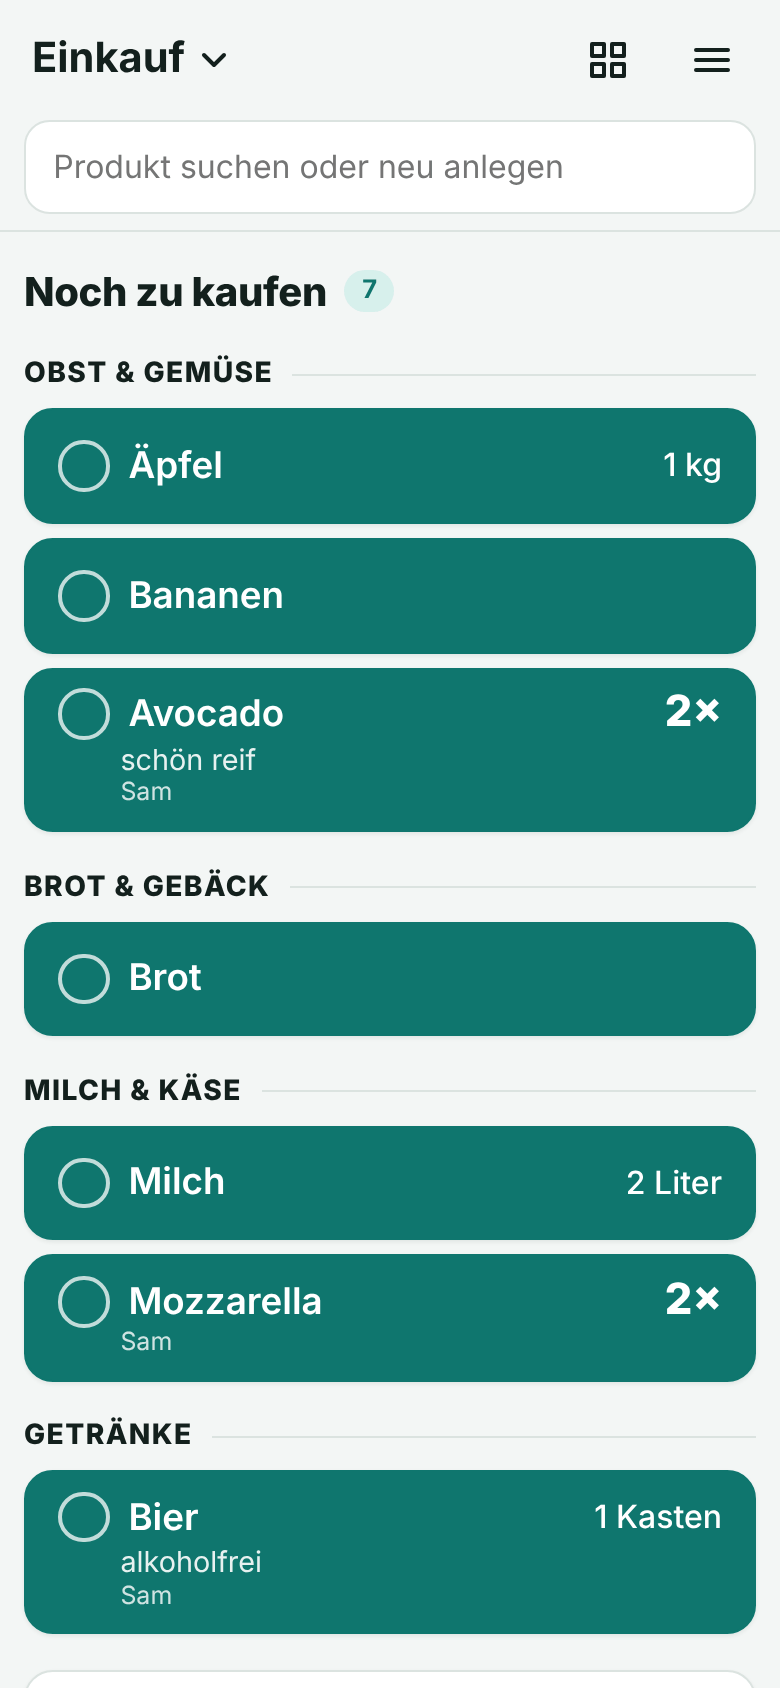 Einkauf
Produkt suchen oder neu anlegen
Noch zu kaufen 7
OBST & GEMÜSE
Äpfel 1 kg
Bananen
Avocado 2×
schön reif
Sam
BROT & GEBÄCK
Brot
MILCH & KÄSE
Milch 2 Liter
Mozzarella 2×
Sam
GETRÄNKE
Bier 1 Kasten
alkoholfrei
Sam